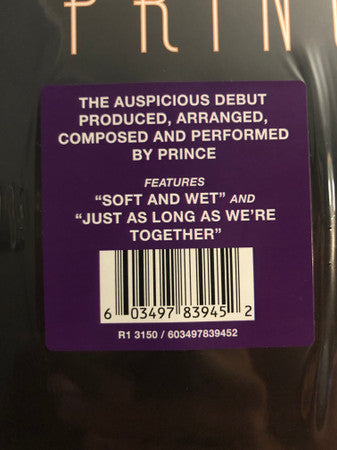 PRIN
THE AUSPICIOUS DEBUT
PRODUCED, ARRANGED,
COMPOSED AND PERFORMED
BY PRINCE
FEATURES
“SOFT AND WET” AND
“JUST AS LONG AS WE'RE
TOGETHER”
6 03497 83945 2
R1 3150 / 603497839452